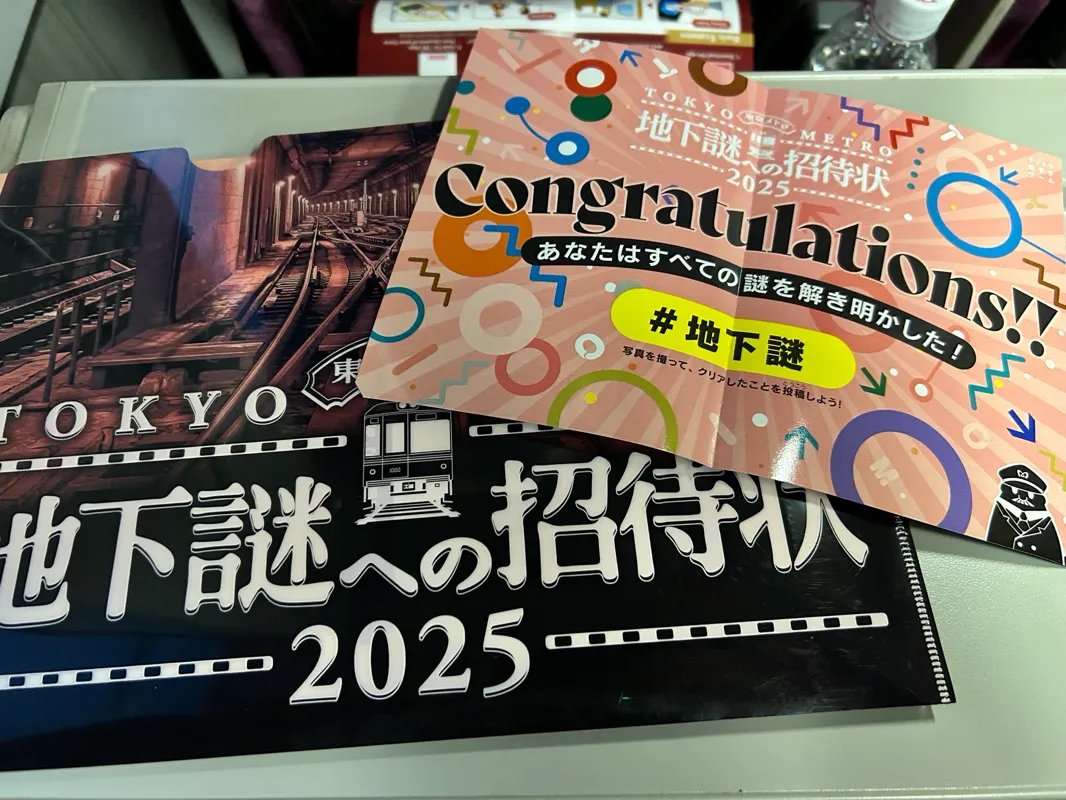 TOKYO
東京メトロ
METRO
地下謎への招待状
2025
Congratulations!!
あなたはすべての謎を解き明かした!
#地下謎
写真を撮って、クリアしたことを投稿しよう!
TOKYO
東
地下謎への招待状
2025